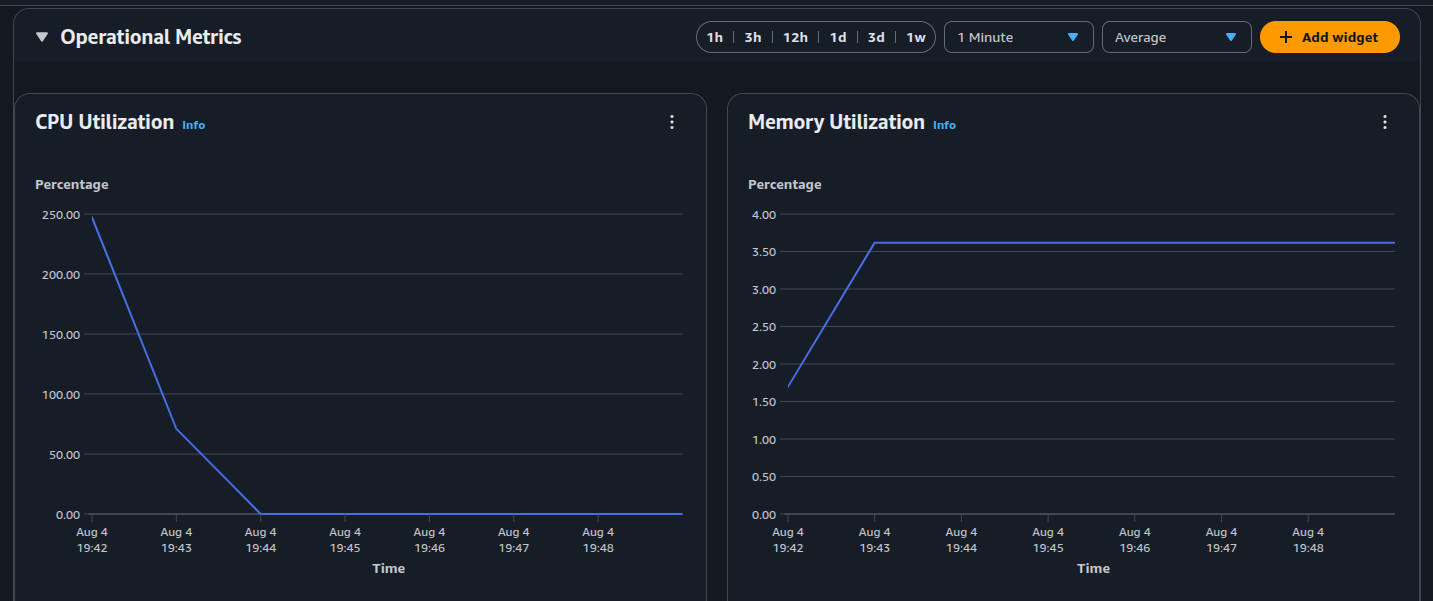 Operational Metrics
1h 3h 12h 1d 3d 1w
1 Minute
Average
+ Add widget
CPU Utilization Info
Percentage
250.00
200.00
150.00
100.00
50.00
0.00
Aug 4 Aug 4 Aug 4 Aug 4 Aug 4 Aug 4 Aug 4
19:42 19:43 19:44 19:45 19:46 19:47 19:48
Time
Memory Utilization Info
Percentage
4.00
3.50
3.00
2.50
2.00
1.50
1.00
0.50
0.00
Aug 4 Aug 4 Aug 4 Aug 4 Aug 4 Aug 4 Aug 4
19:42 19:43 19:44 19:45 19:46 19:47 19:48
Time